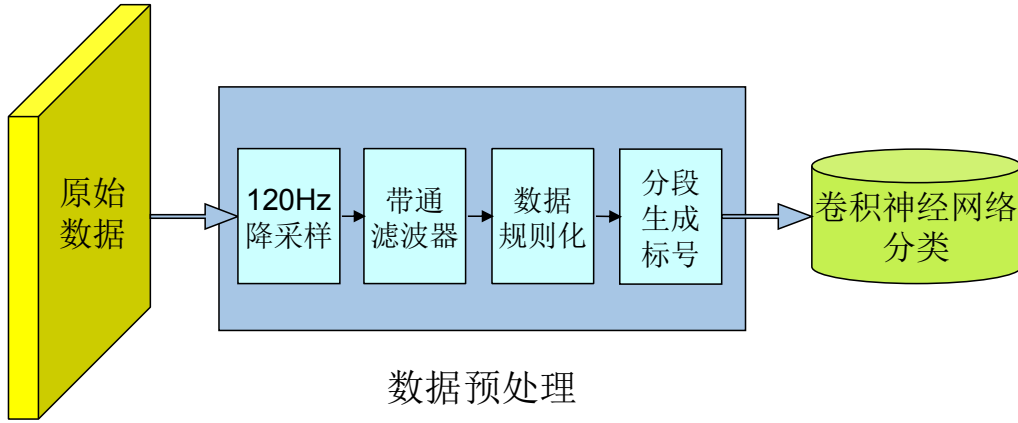 原始
数据
120Hz
降采样
带通
滤波器
数据
规则化
分段
生成
标号
卷积神经网络
分类
数据预处理